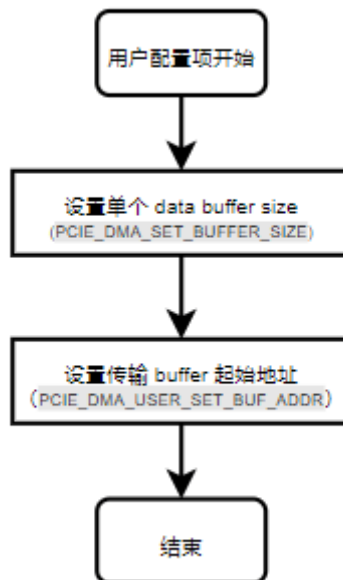 用户配置项开始
设置单个 data buffer size
(PCIE_DMA_SET_BUFFER_SIZE)
设置传输 buffer 起始地址
（PCIE_DMA_USER_SET_BUF_ADDR）
结束